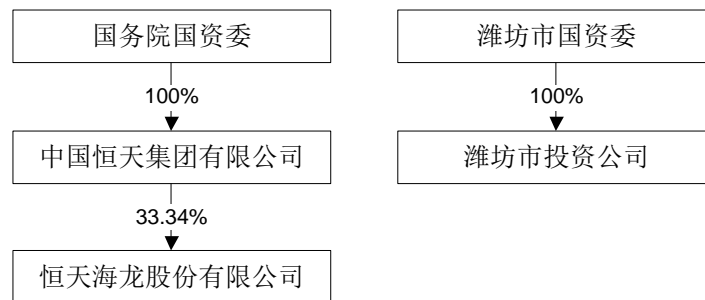 国务院国资委
潍坊市国资委
100%
100%
中国恒天集团有限公司
潍坊市投资公司
33.34%
恒天海龙股份有限公司